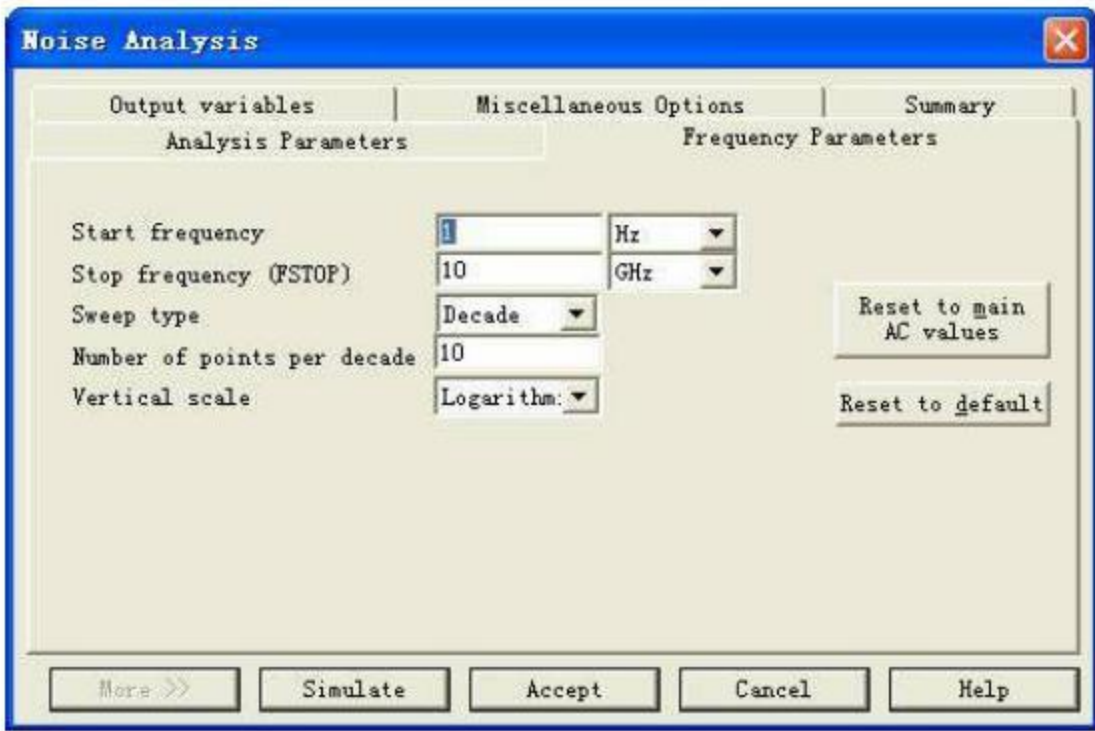 Noise Analysis
Output variables
Miscellaneous Options
Summary
Analysis Parameters
Frequency Parameters
Start frequency 1 Hz
Stop frequency (FSTOP) 10 GHz
Sweep type Decade
Number of points per decade 10
Vertical scale Logarithm:
Reset to main
AC values
Reset to default
More >>
Simulate
Accept
Cancel
Help